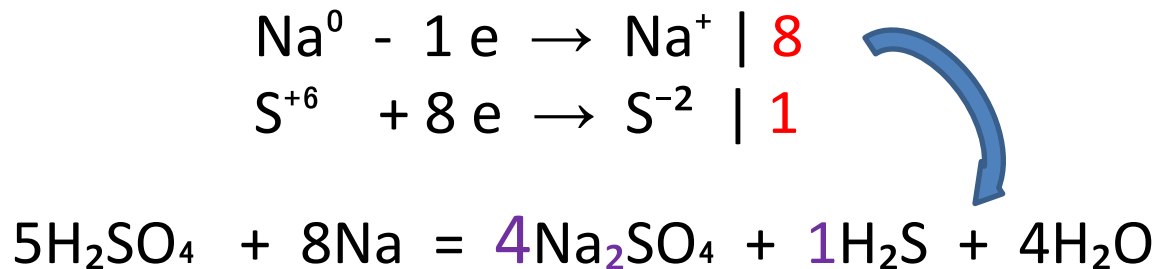 Na⁰ - 1 e → Na⁺ | 8
S⁺⁶ + 8 e → S⁻² | 1
5H₂SO₄ + 8Na = 4Na₂SO₄ + 1H₂S + 4H₂O